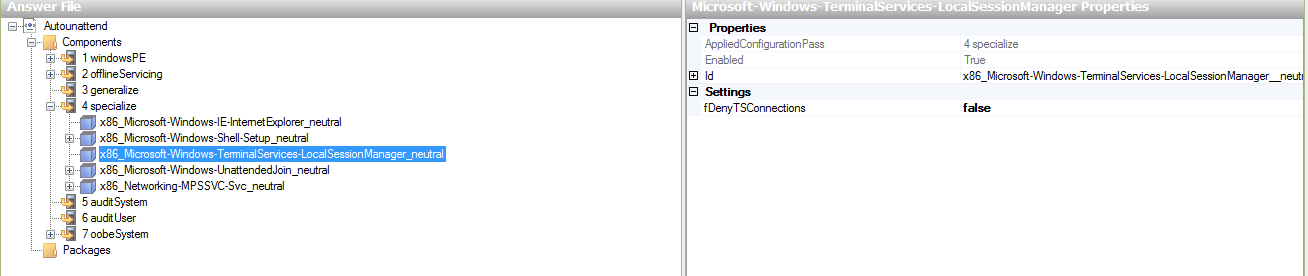 Answer File
Autounattend
Components
1 windowsPE
2 offlineServicing
3 generalize
4 specialize
x86_Microsoft-Windows-IE-InternetExplorer_neutral
x86_Microsoft-Windows-Shell-Setup_neutral
x86_Microsoft-Windows-TerminalServices-LocalSessionManager_neutral
x86_Microsoft-Windows-UnattendedJoin_neutral
x86_Networking-MPSSVC-Svc_neutral
5 auditSystem
6 auditUser
7 oobeSystem
Packages
Microsoft-Windows-TerminalServices-LocalSessionManager Properties
Properties
AppliedConfigurationPass 4 specialize
Enabled True
Id x86_Microsoft-Windows-TerminalServices-LocalSessionManager__neutr
Settings
fDenyTSConnections false